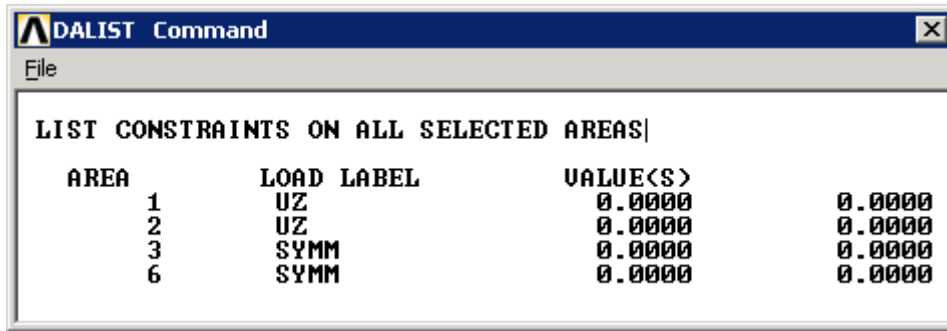 DALIST Command
File
LIST CONSTRAINTS ON ALL SELECTED AREAS
AREA LOAD LABEL VALUE(S)
1 UZ 0.0000 0.0000
2 UZ 0.0000 0.0000
3 SYMM 0.0000 0.0000
6 SYMM 0.0000 0.0000